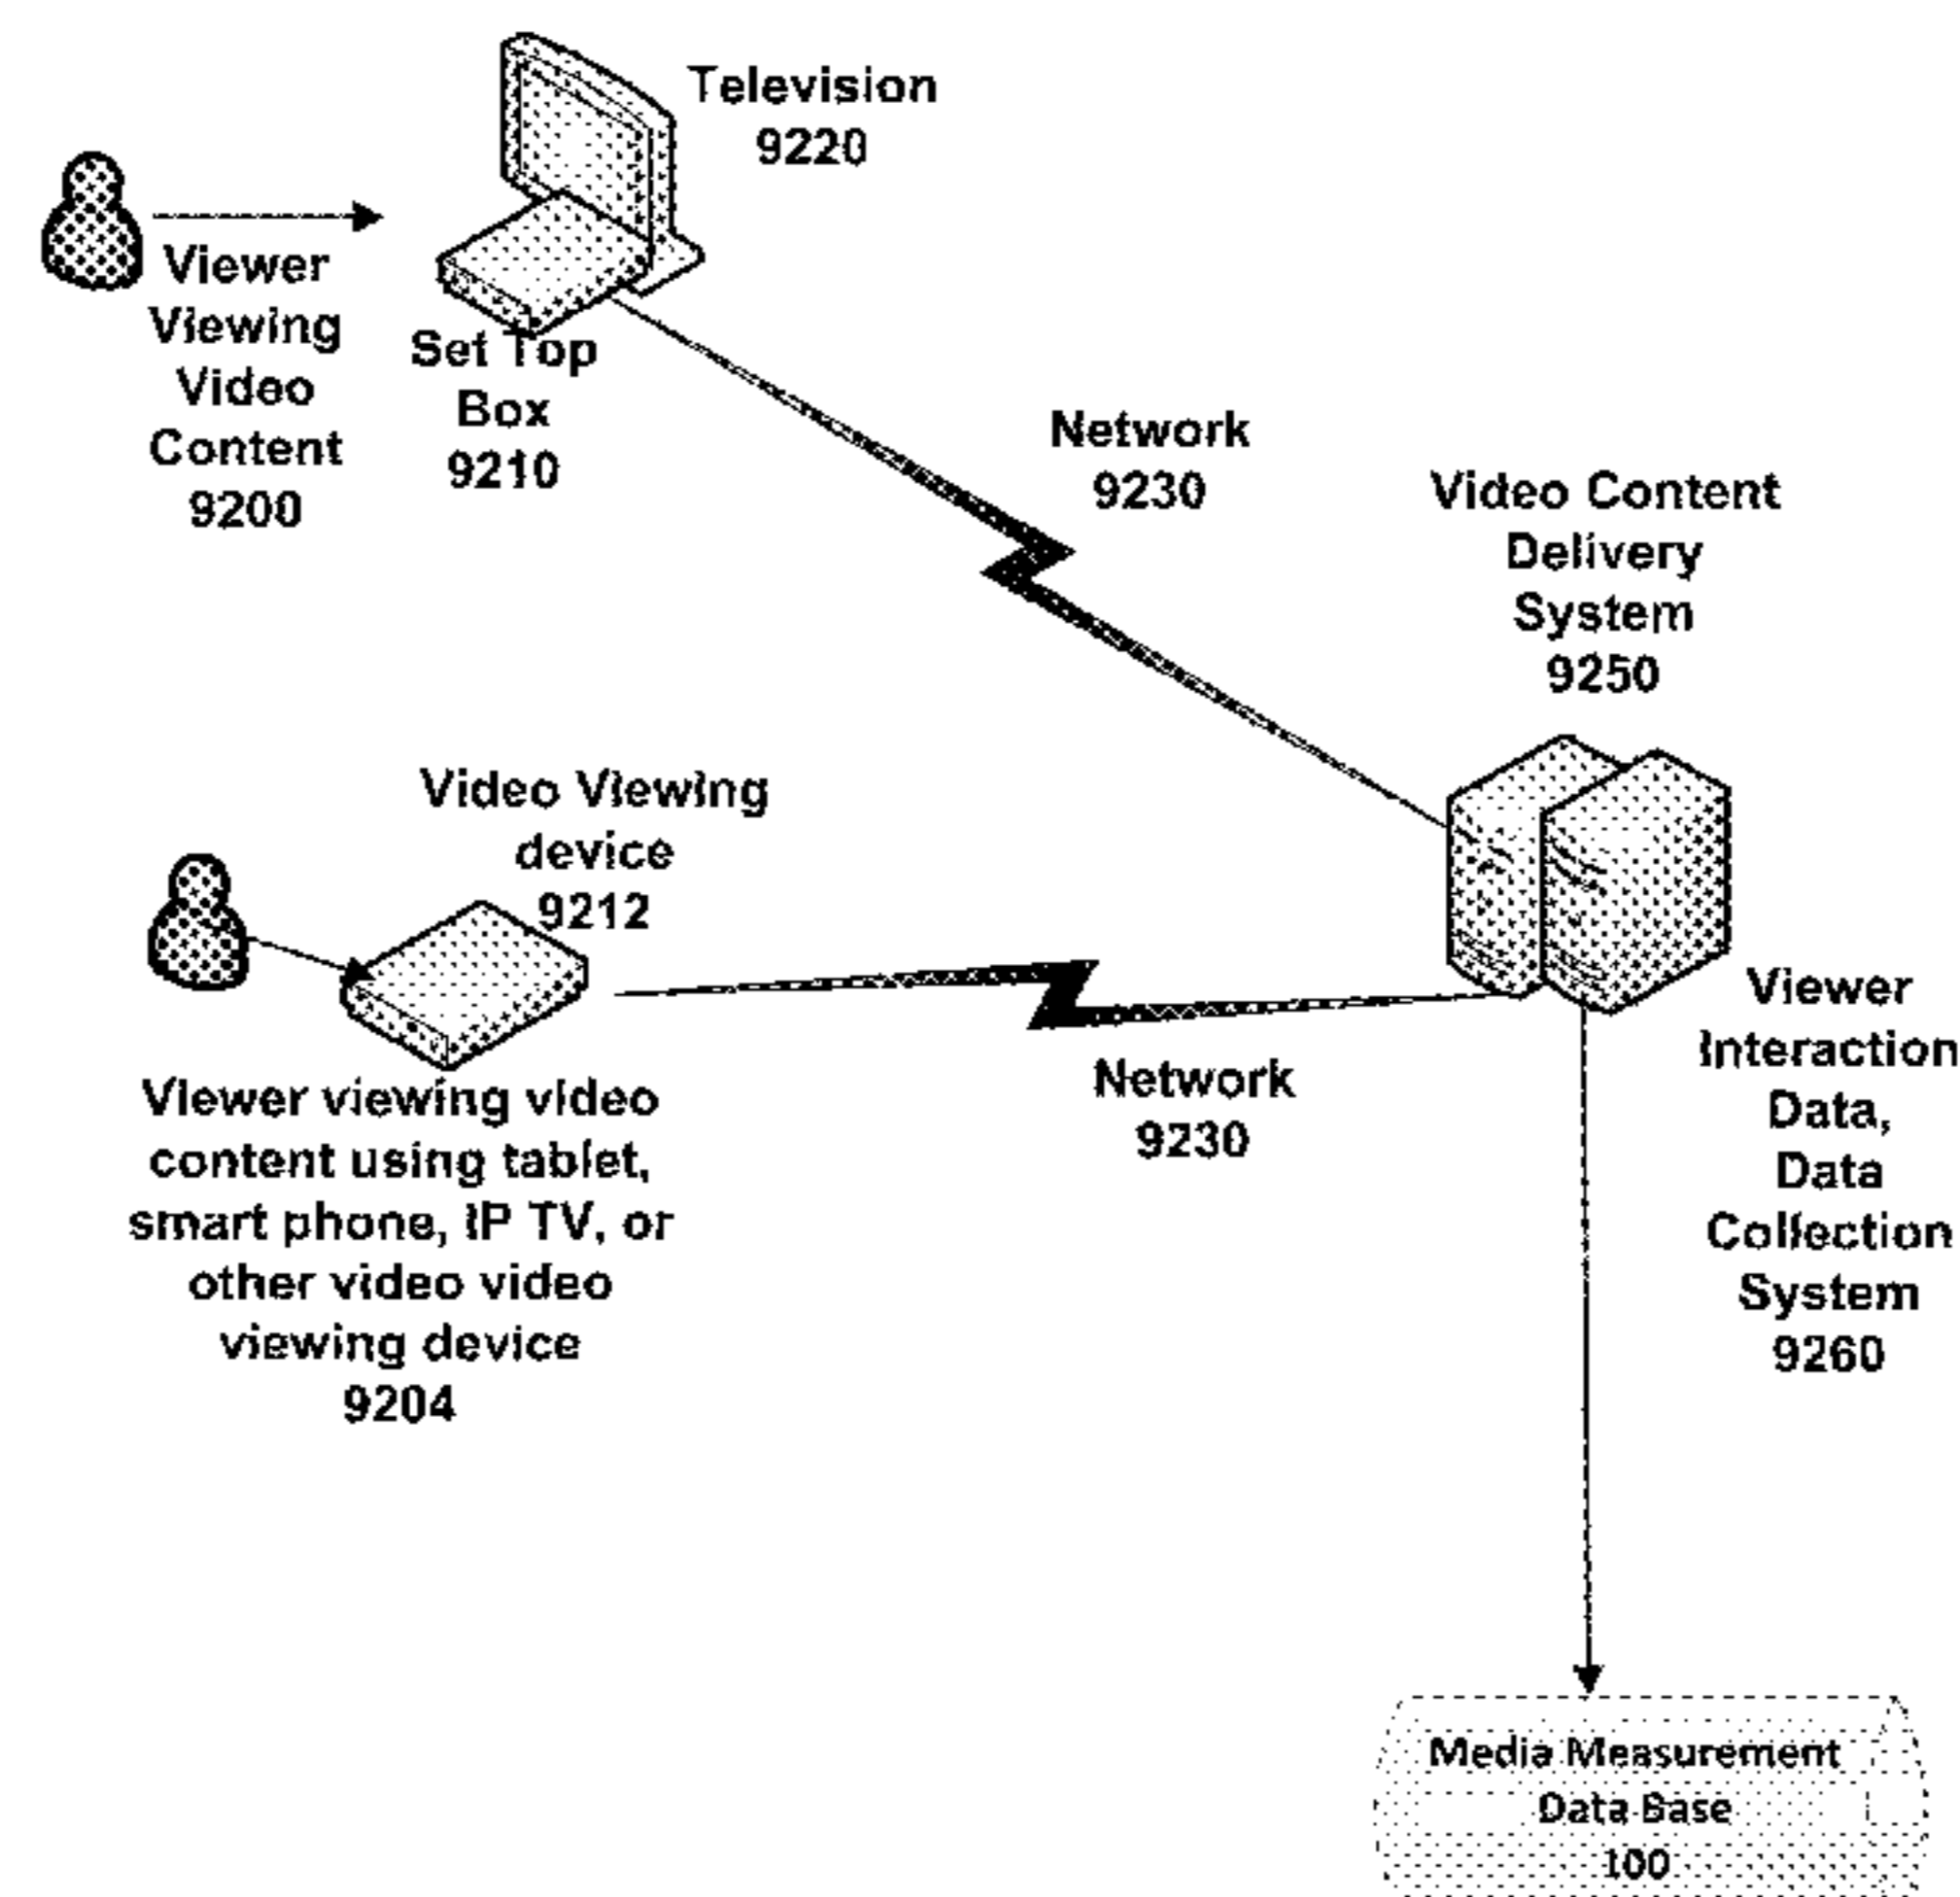 Television
9220
Viewer
Viewing
Video
Content
9200
Set Top
Box
9210
Network
9230
Video Content
Delivery
System
9250
Video Viewing
device
9212
Viewer viewing video
content using tablet,
smart phone, IP TV, or
other video video
viewing device
9204
Network
9230
Viewer
Interaction
Data,
Data
Collection
System
9260
Media Measurement
Data Base
100